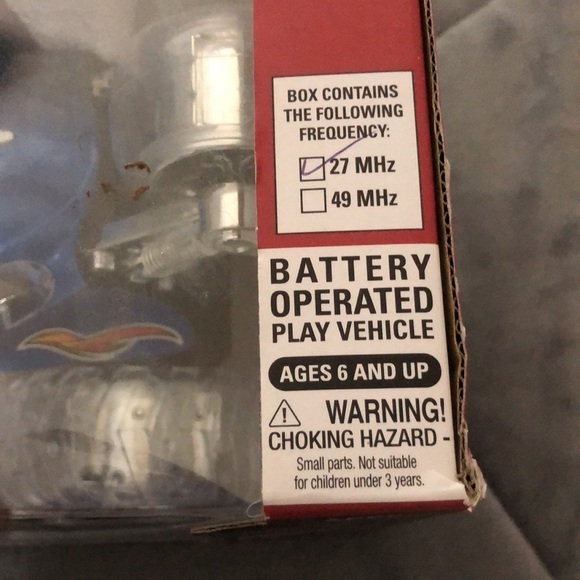 BOX CONTAINS
THE FOLLOWING
FREQUENCY:
27 MHz
49 MHz
BATTERY
OPERATED
PLAY VEHICLE
AGES 6 AND UP
WARNING!
CHOKING HAZARD -
Small parts. Not suitable
for children under 3 years.